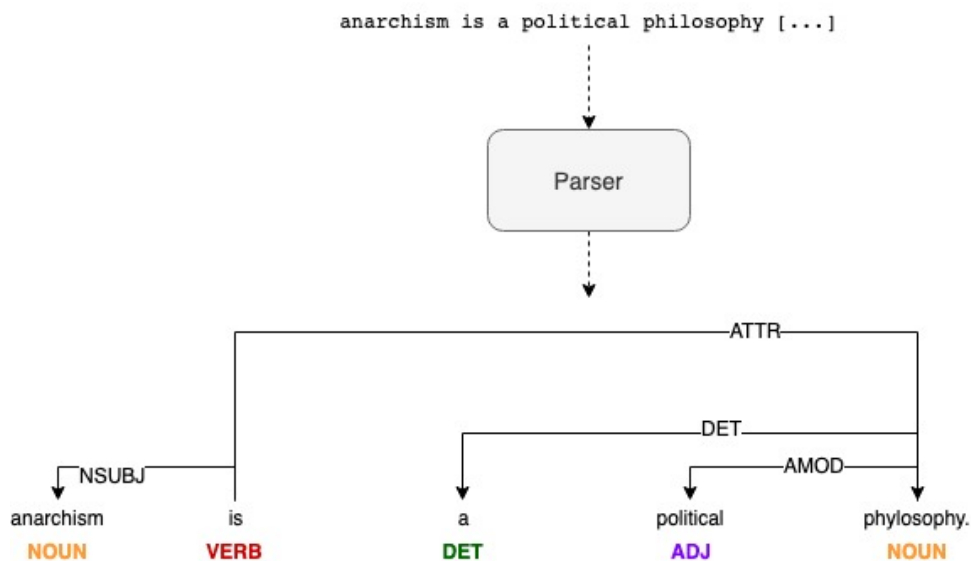 anarchism is a political philosophy [...]
Parser
ATTR
DET
NSUBJ AMOD
anarchism is a political phylosophy.
NOUN VERB DET ADJ NOUN